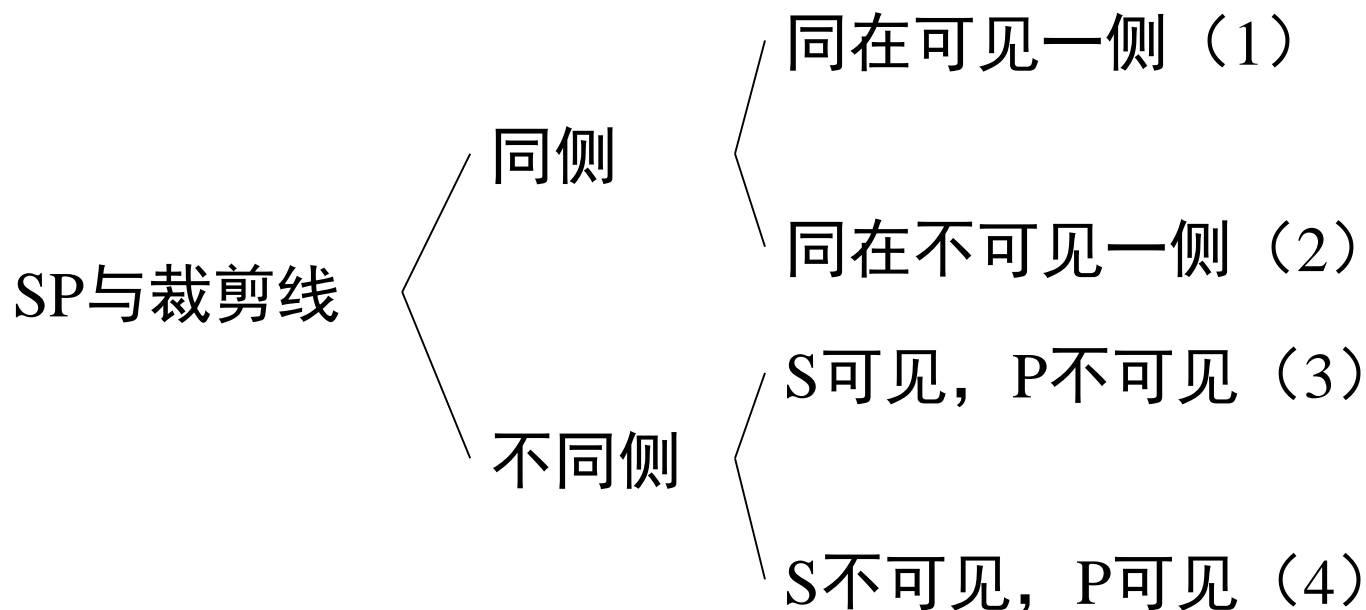 同在可见一侧（1）
同侧
同在不可见一侧（2）
SP与裁剪线
S可见，P不可见（3）
不同侧
S不可见，P可见（4）